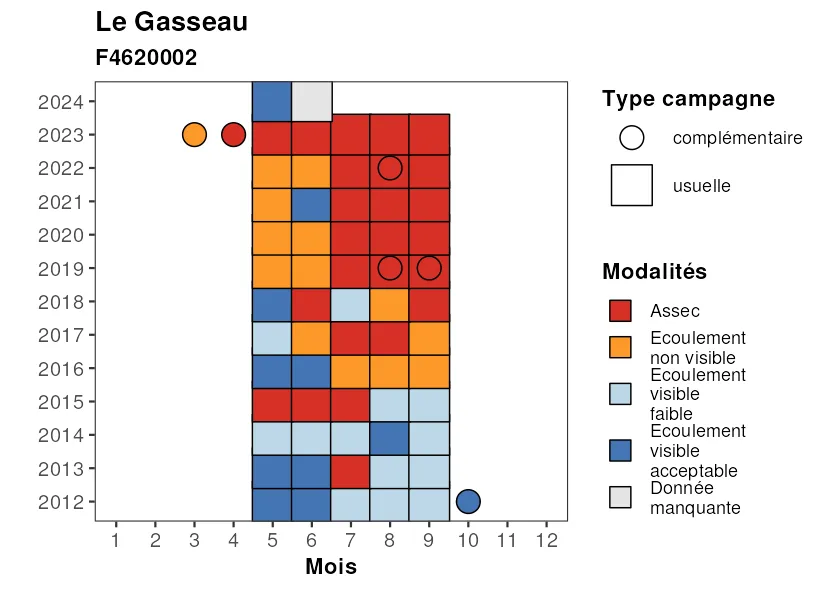 Le Gasseau
F4620002
2024
2023
2022
2021
2020
2019
2018
2017
2016
2015
2014
2013
2012
1 2 3 4 5 6 7 8 9 10 11 12
Mois
Type campagne
complémentaire
usuelle
Modalités
Assec
Ecoulement
non visible
Ecoulement
visible
faible
Ecoulement
visible
acceptable
Donnée
manquante